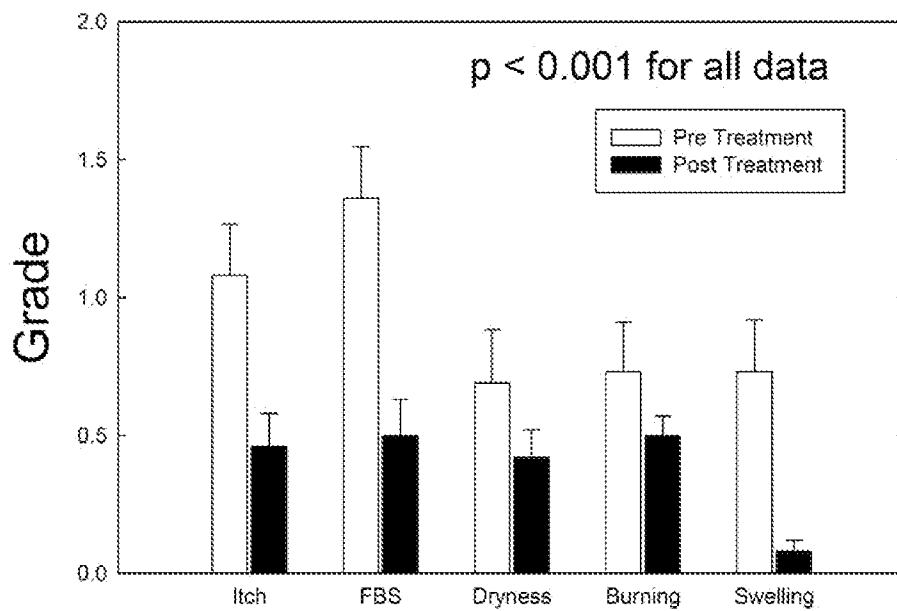 2.0
p < 0.001 for all data
Pre Treatment
Post Treatment
1.5
Grade
1.0
0.5
0.0
Itch FBS Dryness Burning Swelling